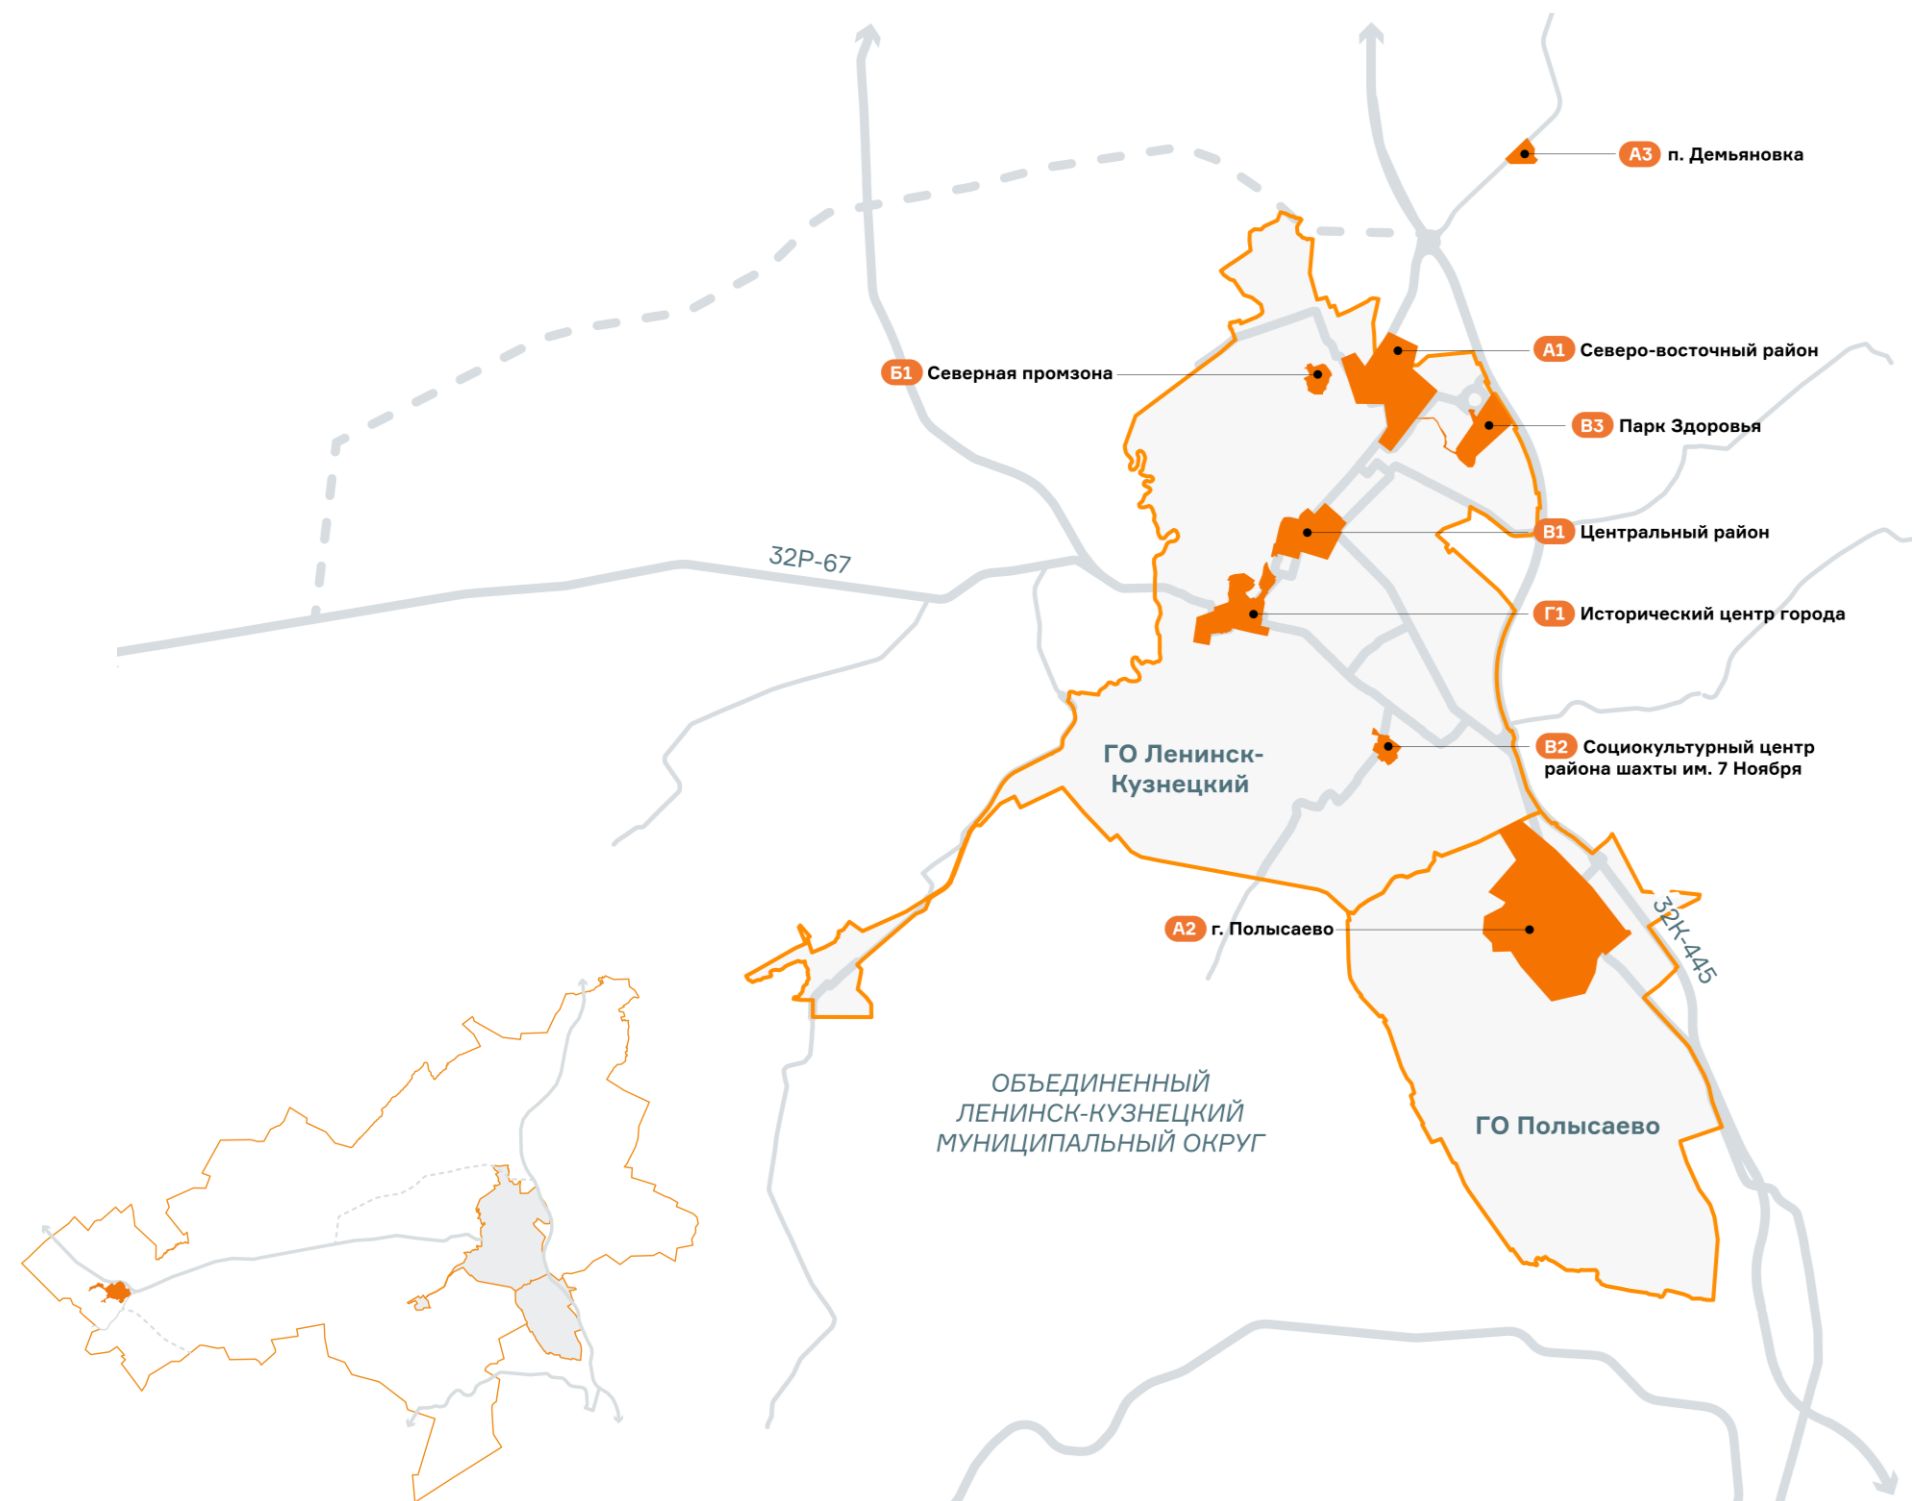 А3 п. Демьяновка
А1 Северо-восточный район
Б1 Северная промзона
В3 Парк Здоровья
В1 Центральный район
32Р-67
Г1 Исторический центр города
В2 Социокультурный центр
района шахты им. 7 Ноября
ГО Ленинск-
Кузнецкий
А2 г. Полысаево
32К-445
ОБЪЕДИНЕННЫЙ
ЛЕНИНСК-КУЗНЕЦКИЙ
МУНИЦИПАЛЬНЫЙ ОКРУГ
ГО Полысаево